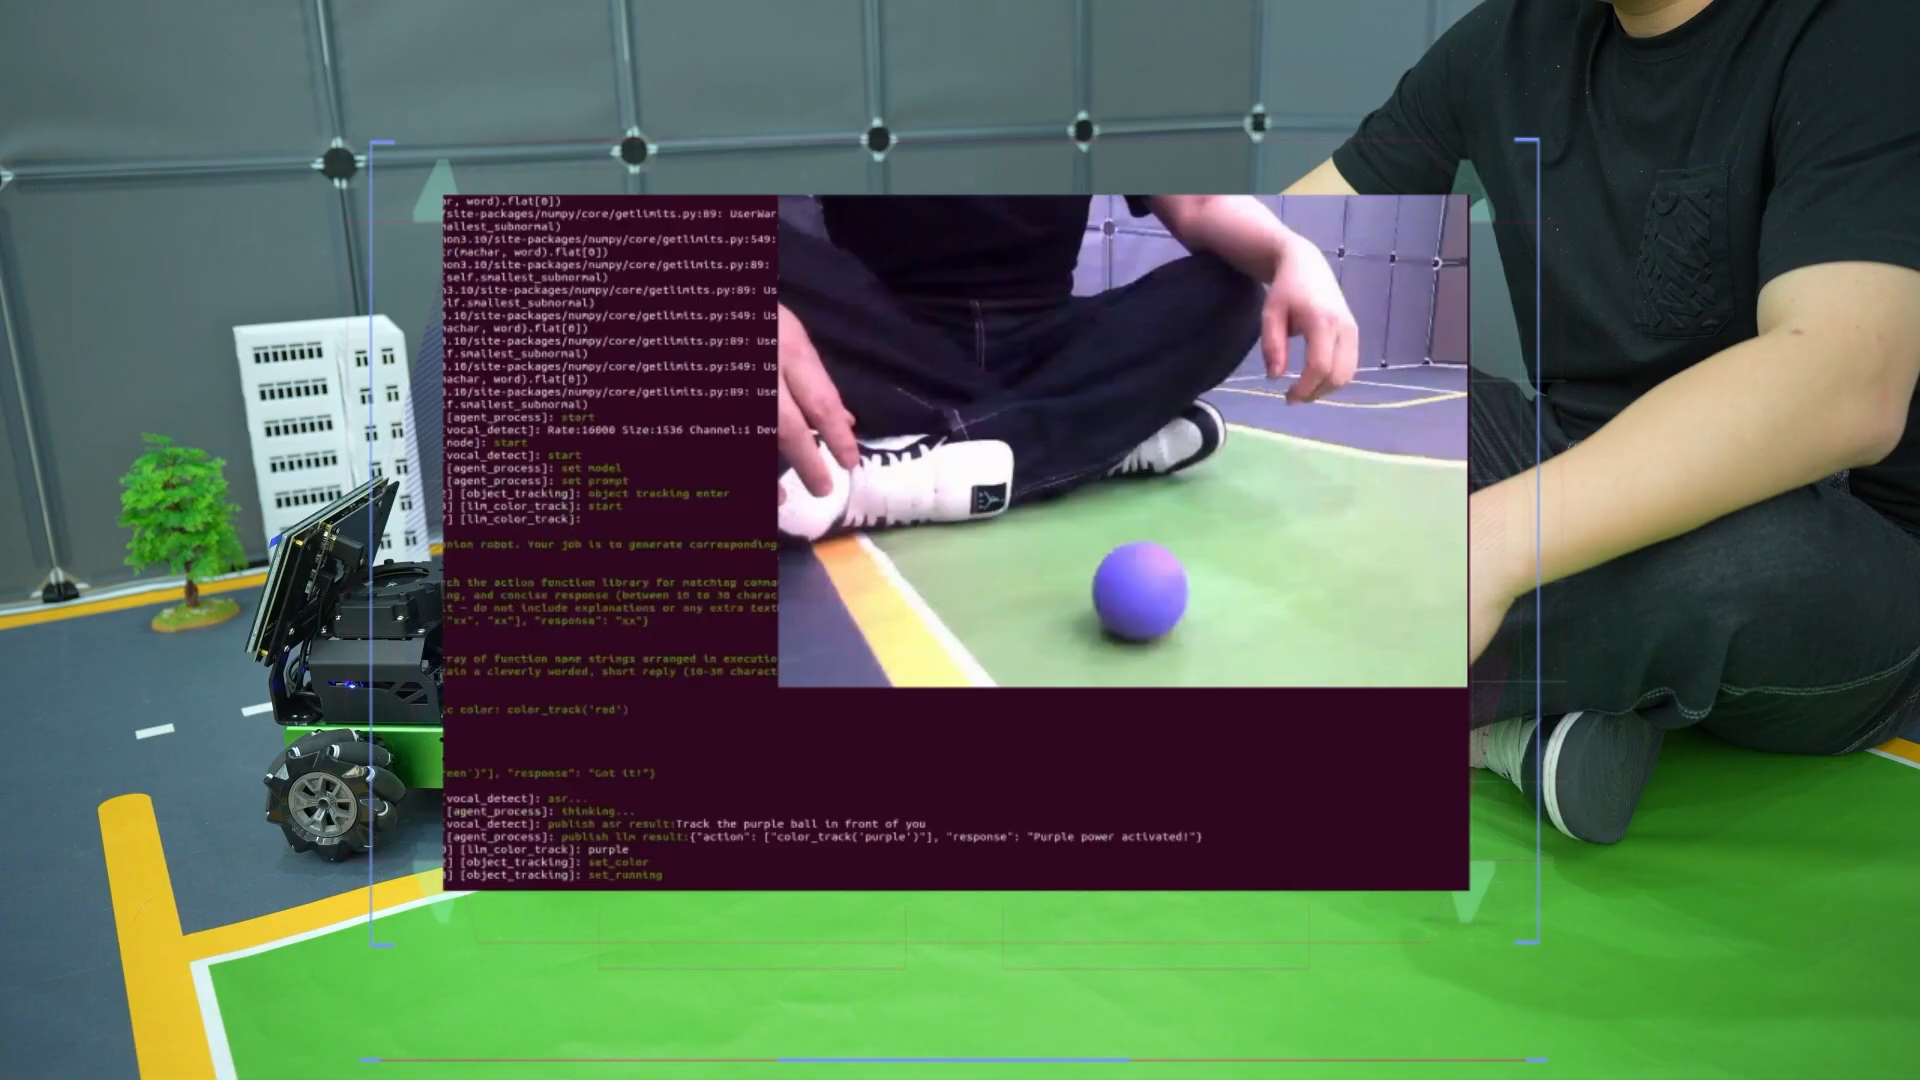 ar, word).flat[0])
/site-packages/numpy/core/getlimits.py:89: UserWar
mallest_subnormal)
hon3.10/site-packages/numpy/core/getlimits.py:549:
tr(machar, word).flat[0])
hon3.10/site-packages/numpy/core/getlimits.py:89:
self.smallest_subnormal)
n3.10/site-packages/numpy/core/getlimits.py:89: Us
elf.smallest_subnormal)
3.10/site-packages/numpy/core/getlimits.py:549: Us
machar, word).flat[0])
3.10/site-packages/numpy/core/getlimits.py:89: Use
lf.smallest_subnormal)
3.10/site-packages/numpy/core/getlimits.py:549: Us
machar, word).flat[0])
3.10/site-packages/numpy/core/getlimits.py:89: Use
lf.smallest_subnormal)
[agent_process]: start
[vocal_detect]: Rate:16000 Size:1536 Channel:1 Dev
_node]: start
[vocal_detect]: start
[agent_process]: set model
[agent_process]: set prompt
] [object_tracking]: object tracking enter
] [llm_color_track]: start
] [llm_color_track]:
nion robot. Your job is to generate corresponding
rch the action function library for matching comma
ng, and concise response (between 10 to 30 charac
it – do not include explanations or any extra text
"xx", "xx"], "response": "xx"}
ray of function name strings arranged in executio
tain a cleverly worded, short reply (10-30 charact
ic color: color_track('red')
een')"], "response": "Got it!"}
[vocal_detect]: asr...
[agent_process]: thinking...
[vocal_detect]: publish asr result:Track the purple ball in front of you
[agent_process]: publish llm result:{"action": ["color_track('purple')"], "response": "Purple power activated!"}
] [llm_color_track]: purple
] [object_tracking]: set_color
] [object_tracking]: set_running